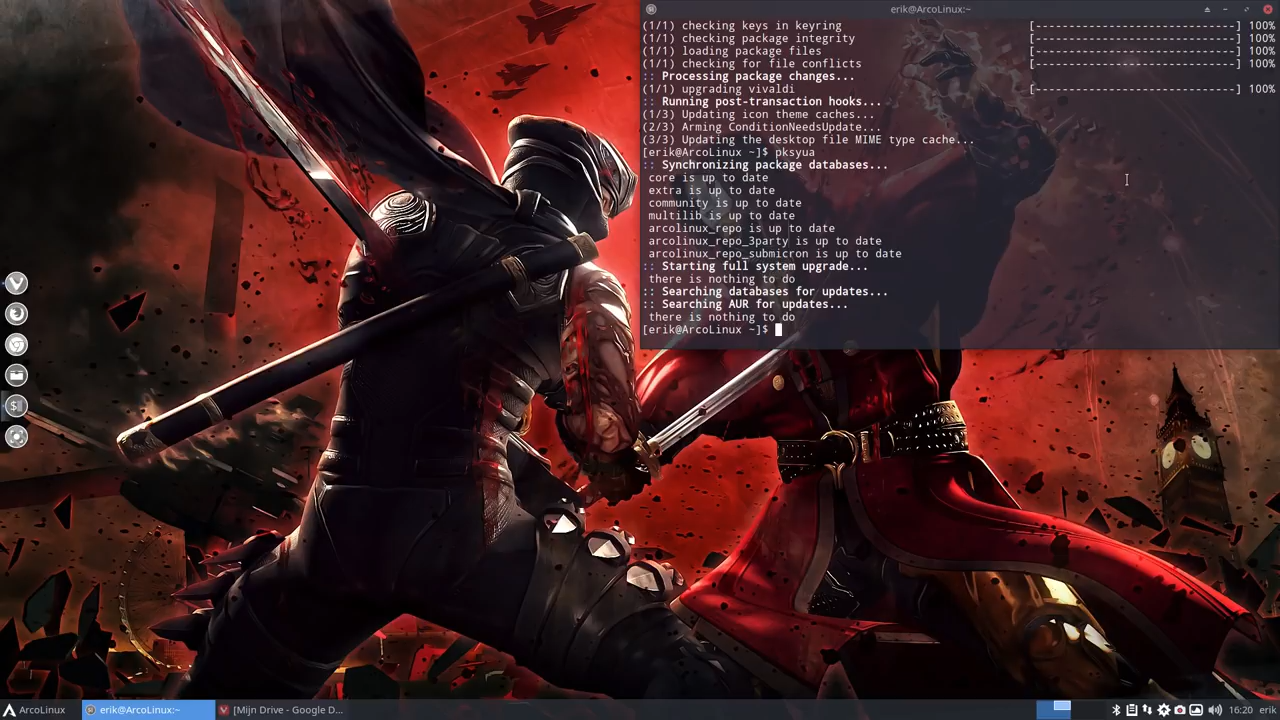 erik@ArcoLinux:~
(1/1) checking keys in keyring [------------------------------] 100%
(1/1) checking package integrity [------------------------------] 100%
(1/1) loading package files [------------------------------] 100%
(1/1) checking for file conflicts [------------------------------] 100%
:: Processing package changes...
(1/1) upgrading vivaldi [------------------------------] 100%
:: Running post-transaction hooks...
(1/3) Updating icon theme caches...
(2/3) Arming ConditionNeedsUpdate...
(3/3) Updating the desktop file MIME type cache...
[erik@ArcoLinux ~]$ pksyua
:: Synchronizing package databases...
core is up to date
extra is up to date
community is up to date
multilib is up to date
arcolinux_repo is up to date
arcolinux_repo_3party is up to date
arcolinux_repo_submicron is up to date
:: Starting full system upgrade...
there is nothing to do
:: Searching databases for updates...
:: Searching AUR for updates...
there is nothing to do
[erik@ArcoLinux ~]$
ArcoLinux erik@ArcoLinux:~ [Mijn Drive - Google D... 16:20 erik